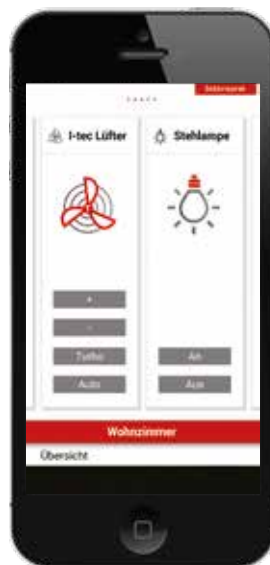 I-tec Lüfter
Stehlampe
+
-
Turbo
Auto
An
Aus
Wohnzimmer
Übersicht